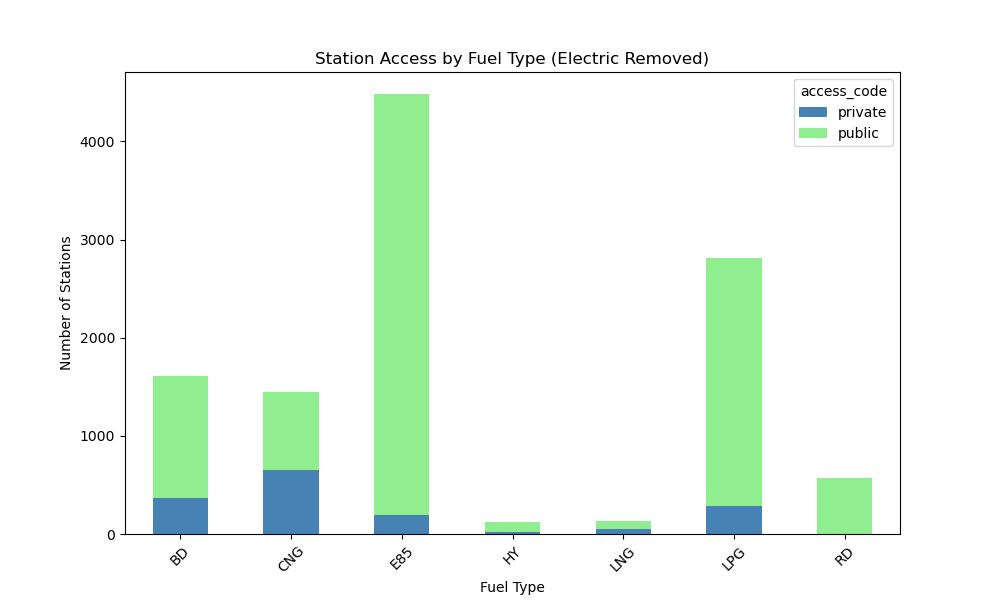 Station Access by Fuel Type (Electric Removed)
access_code
private
public
Number of Stations
4000
3000
2000
1000
0
BD
CNG
E85
HY
LNG
LPG
RD
Fuel Type